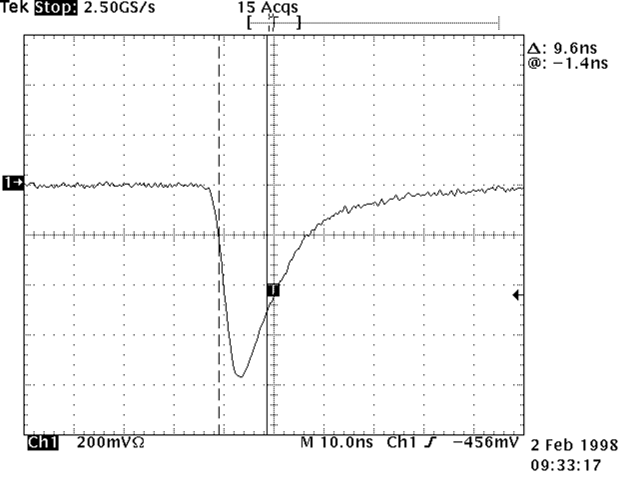 Tek Stop: 2.50GS/s 15 Acqs
Δ: 9.6ns
@: −1.4ns
1→
T
Ch1 200mVΩ M 10.0ns Ch1 ∫ −456mV
2 Feb 1998
09:33:17